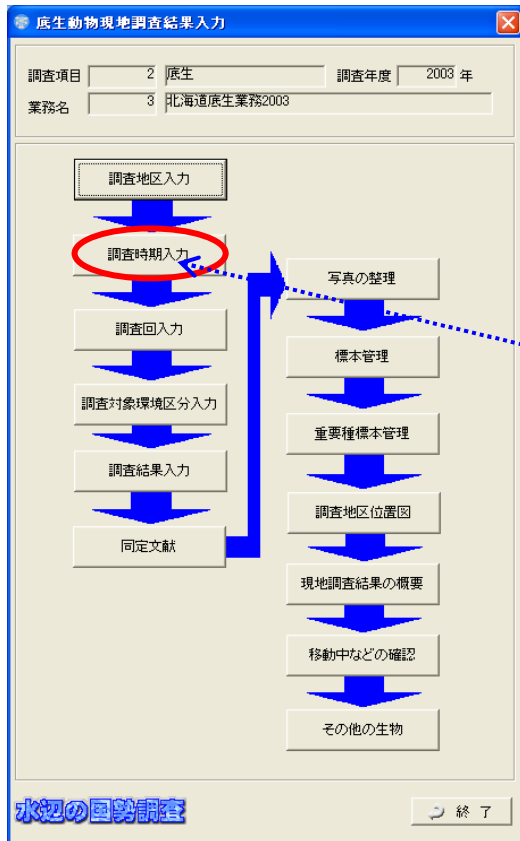 底生動物現地調査結果入力
調査項目 2 底生 調査年度 2003 年
業務名 3 北海道底生業務2003
調査地区入力
調査時期入力
調査回入力
調査対象環境区分入力
調査結果入力
同定文献
写真の整理
標本管理
重要種標本管理
調査地区位置図
現地調査結果の概要
移動中などの確認
その他の生物
水辺の国勢調査
終 了